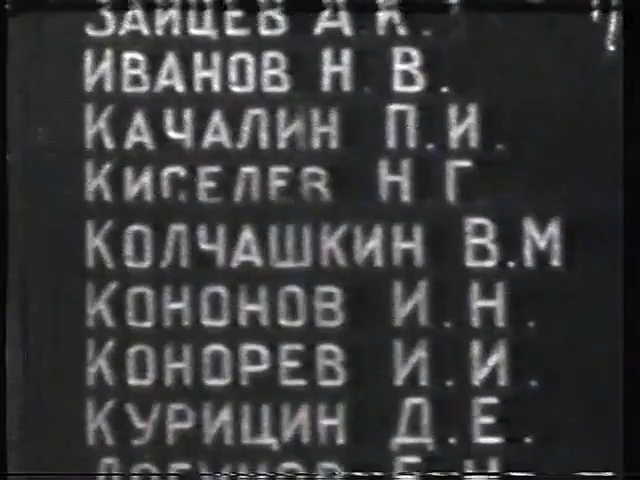 ЗАЙЦЕВ А.К.
ИВАНОВ Н.В.
КАЧАЛИН П.И.
КИСЕЛЕВ Н.Г
КОЛЧАШКИН В.М
КОНОНОВ И.Н.
КОНОРЕВ И.И.
КУРИЦИН Д.Е.